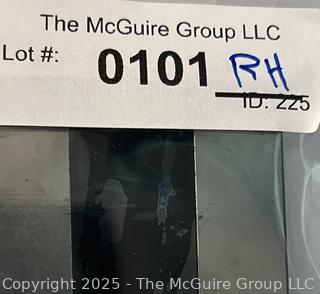 The McGuire Group LLC
Lot #: 0101 RH
ID: 225
Copyright © 2025 - The McGuire Group LLC